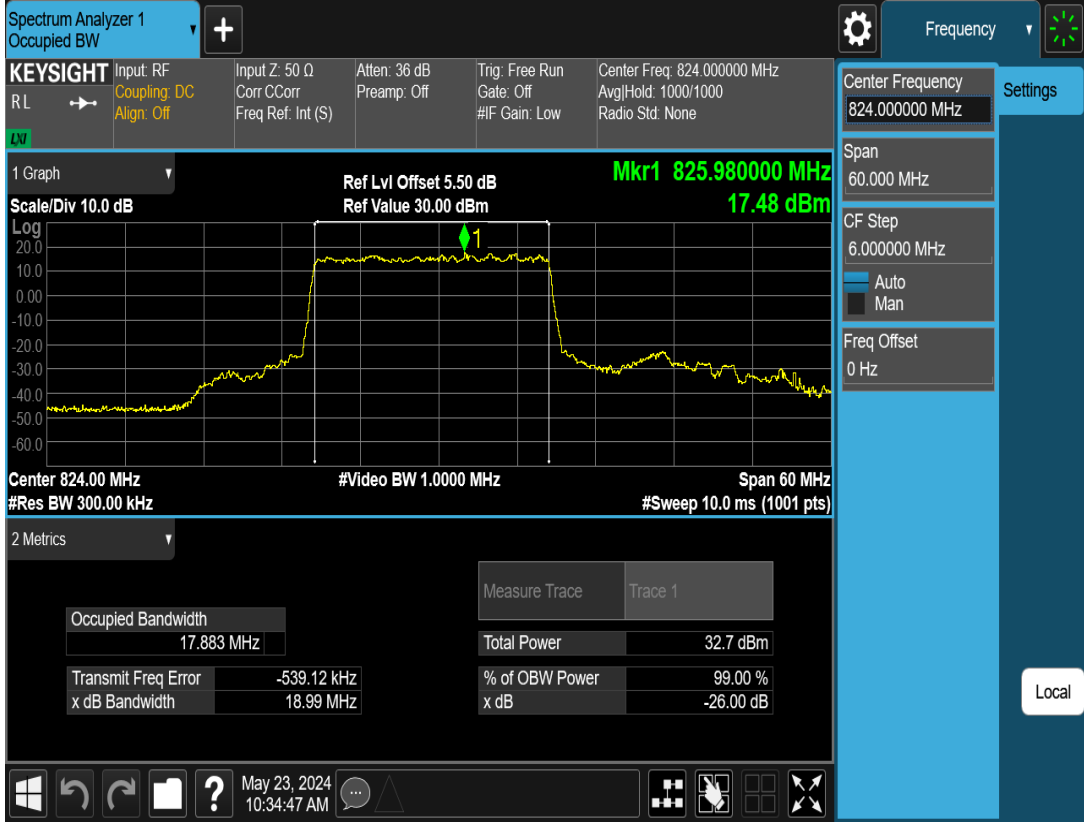 Spectrum Analyzer 1
Occupied BW
+
Frequency
KEYSIGHT
RL
LXI
Input: RF
Coupling: DC
Align: Off
Input Z: 50 Ω
Corr CCorr
Freq Ref: Int (S)
Atten: 36 dB
Preamp: Off
Trig: Free Run
Gate: Off
#IF Gain: Low
Center Freq: 824.000000 MHz
Avg|Hold: 1000/1000
Radio Std: None
Center Frequency
824.000000 MHz
Settings
Span
60.000 MHz
CF Step
6.000000 MHz
Auto
Man
Freq Offset
0 Hz
Local
1 Graph
Scale/Div 10.0 dB
Ref Lvl Offset 5.50 dB
Ref Value 30.00 dBm
Mkr1 825.980000 MHz
17.48 dBm
Log
1
20.0
10.0
0.00
-10.0
-20.0
-30.0
-40.0
-50.0
-60.0
Center 824.00 MHz
#Video BW 1.0000 MHz
Span 60 MHz
#Res BW 300.00 kHz
#Sweep 10.0 ms (1001 pts)
2 Metrics
Measure Trace
Trace 1
Occupied Bandwidth
17.883 MHz
Total Power
32.7 dBm
Transmit Freq Error
-539.12 kHz
% of OBW Power
99.00 %
x dB Bandwidth
18.99 MHz
x dB
-26.00 dB
?
May 23, 2024
10:34:47 AM